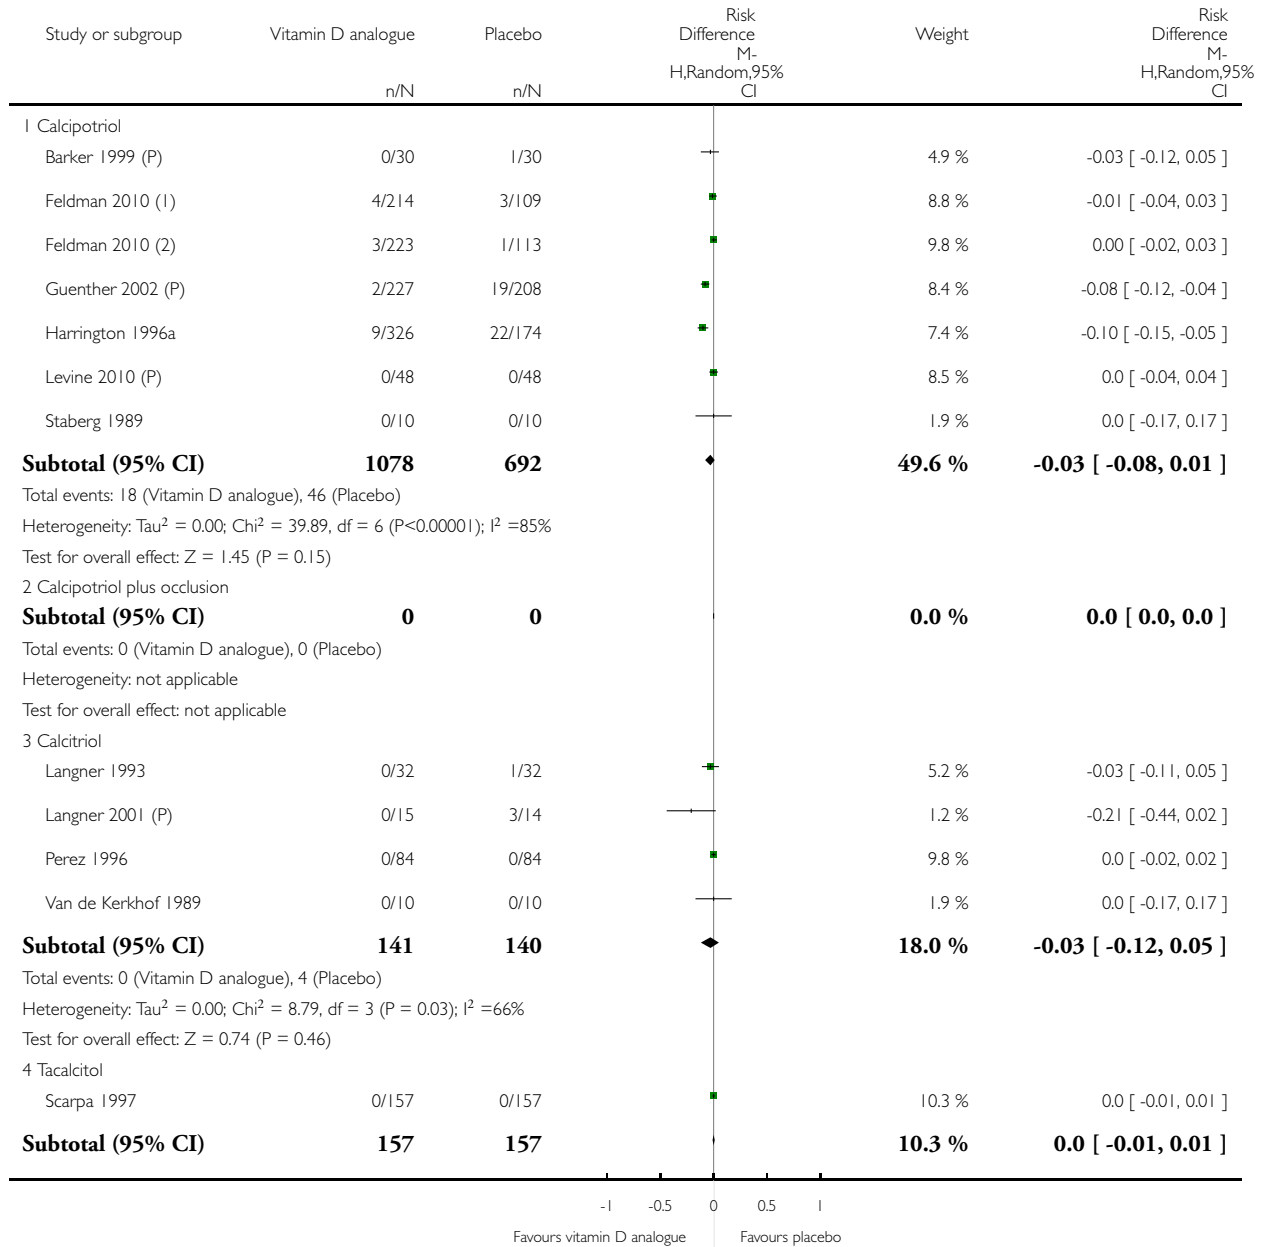 Study or subgroup Vitamin D analogue Placebo Risk Difference Weight Risk Difference
M-H,Random,95% CI M-H,Random,95% CI
n/N n/N
1 Calcipotriol
Barker 1999 (P) 0/30 1/30 4.9 % -0.03 [ -0.12, 0.05 ]
Feldman 2010 (1) 4/214 3/109 8.8 % -0.01 [ -0.04, 0.03 ]
Feldman 2010 (2) 3/223 1/113 9.8 % 0.00 [ -0.02, 0.03 ]
Guenther 2002 (P) 2/227 19/208 8.4 % -0.08 [ -0.12, -0.04 ]
Harrington 1996a 9/326 22/174 7.4 % -0.10 [ -0.15, -0.05 ]
Levine 2010 (P) 0/48 0/48 8.5 % 0.0 [ -0.04, 0.04 ]
Staberg 1989 0/10 0/10 1.9 % 0.0 [ -0.17, 0.17 ]
Subtotal (95% CI) 1078 692 49.6 % -0.03 [ -0.08, 0.01 ]
Total events: 18 (Vitamin D analogue), 46 (Placebo)
Heterogeneity: Tau² = 0.00; Chi² = 39.89, df = 6 (P<0.00001); I² =85%
Test for overall effect: Z = 1.45 (P = 0.15)
2 Calcipotriol plus occlusion
Subtotal (95% CI) 0 0 0.0 % 0.0 [ 0.0, 0.0 ]
Total events: 0 (Vitamin D analogue), 0 (Placebo)
Heterogeneity: not applicable
Test for overall effect: not applicable
3 Calcitriol
Langner 1993 0/32 1/32 5.2 % -0.03 [ -0.11, 0.05 ]
Langner 2001 (P) 0/15 3/14 1.2 % -0.21 [ -0.44, 0.02 ]
Perez 1996 0/84 0/84 9.8 % 0.0 [ -0.02, 0.02 ]
Van de Kerkhof 1989 0/10 0/10 1.9 % 0.0 [ -0.17, 0.17 ]
Subtotal (95% CI) 141 140 18.0 % -0.03 [ -0.12, 0.05 ]
Total events: 0 (Vitamin D analogue), 4 (Placebo)
Heterogeneity: Tau² = 0.00; Chi² = 8.79, df = 3 (P = 0.03); I² =66%
Test for overall effect: Z = 0.74 (P = 0.46)
4 Tacalcitol
Scarpa 1997 0/157 0/157 10.3 % 0.0 [ -0.01, 0.01 ]
Subtotal (95% CI) 157 157 10.3 % 0.0 [ -0.01, 0.01 ]
-1 -0.5 0 0.5 1
Favours vitamin D analogue Favours placebo